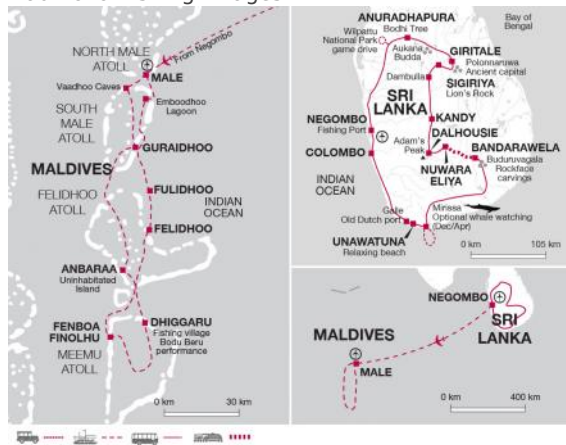 NORTH MALE
ATOLL
From Negombo
MALE
Vaadhoo Caves
Emboodhoo
Lagoon
SOUTH
MALE
ATOLL
GURAIDHOO
MALDIVES
FELIDHOO
ATOLL
FULIDHOO
INDIAN
OCEAN
FELIDHOO
ANBARAA
Uninhabited
Island
FENBOA
FINOLHU
MEEMU
ATOLL
DHIGGARU
Fishing village
Bodu Beru
performance
0 km
30 km
ANURADHAPURA
Bodhi Tree
Bay of
Bengal
Wilpattu
National Park
game drive
Aukana
Budda
GIRITALE
Polonnaruwa
Ancient capital
Dambulla
SIGIRIYA
Lion's Rock
SRI
LANKA
NEGOMBO
Fishing Port
KANDY
DALHOUSIE
COLOMBO
Adam's
Peak
BANDARAWELA
Buduruvagala
Rockface
carvings
NUWARA
ELIYA
INDIAN
OCEAN
Galle
Old Dutch port
Mirissa
Optional whale watching
(Dec/Apr)
UNAWATUNA
Relaxing beach
0 km
105 km
NEGOMBO
SRI
LANKA
MALDIVES
MALE
0 km
400 km